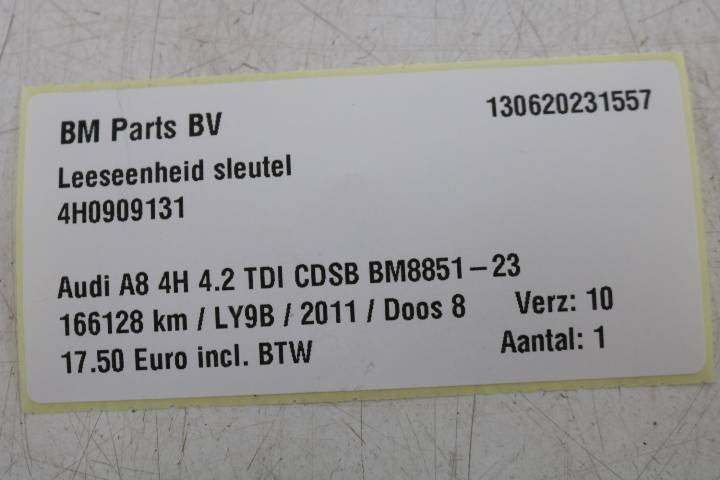 BM Parts BV
130620231557
Leeseenheid sleutel
4H0909131
Audi A8 4H 4.2 TDI CDSB BM8851-23
166128 km / LY9B / 2011 / Doos 8 Verz: 10
17.50 Euro incl. BTW Aantal: 1